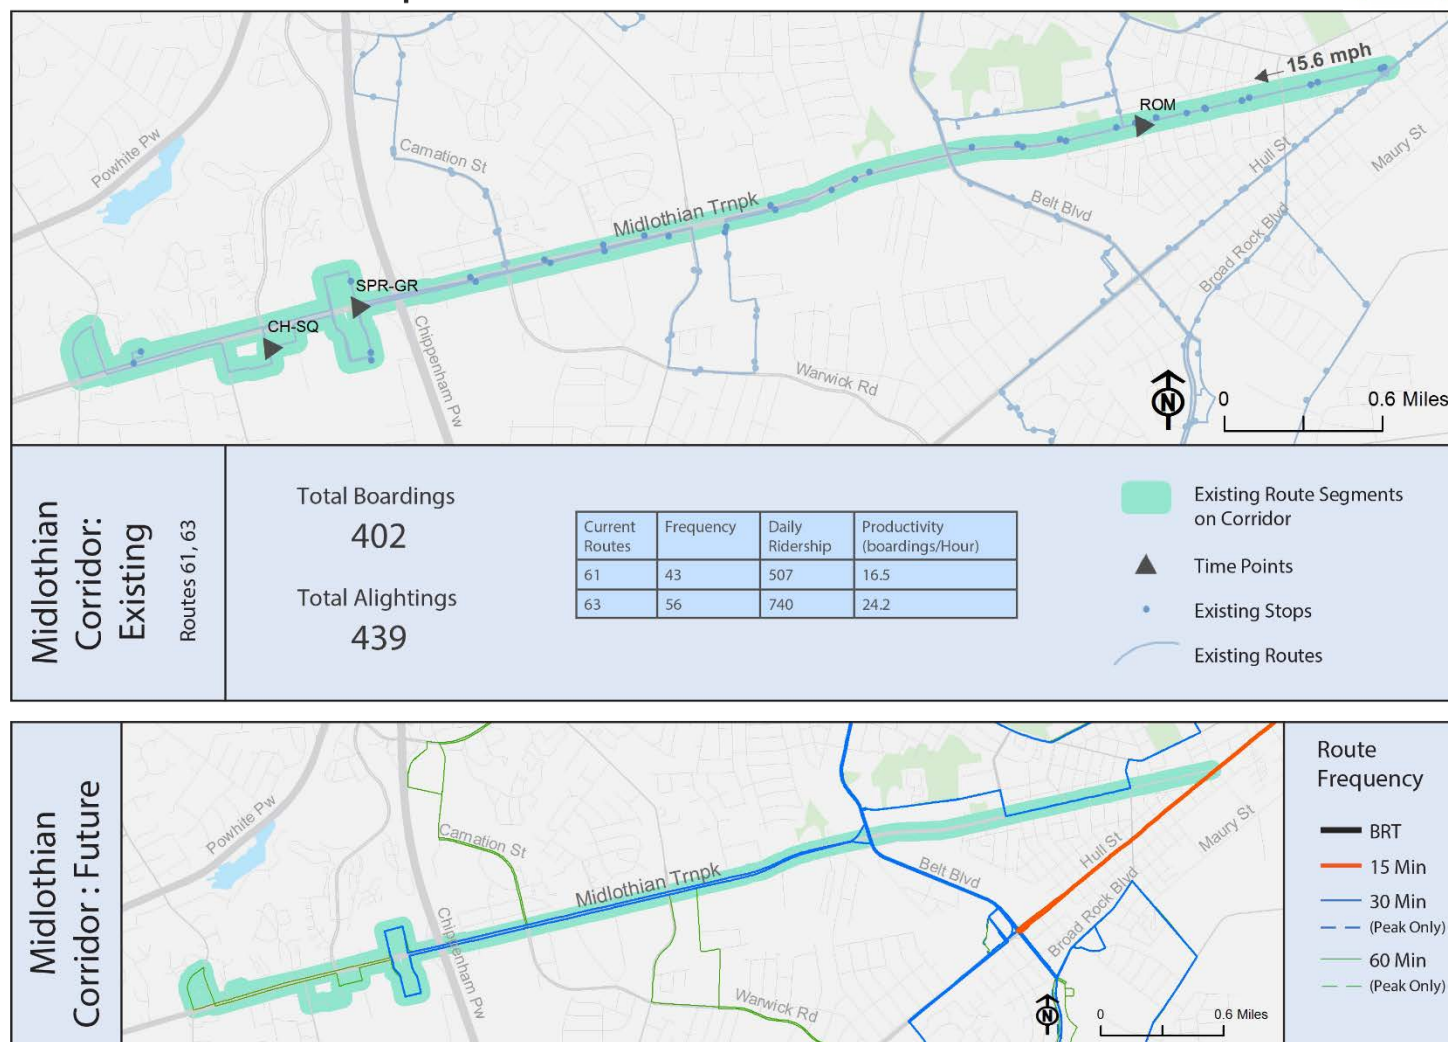 15.6 mph
ROM
Powhite Pw
Carnation St
Hull St
Maury St
Midlothian Trnpk
Belt Blvd
Broad Rock Blvd
SPR-GR
CH-SQ
Chippenham Pw
Warwick Rd
N
0 0.6 Miles
Midlothian
Corridor:
Existing
Routes 61, 63
Total Boardings
402
Total Alightings
439
Current Routes Frequency Daily Ridership Productivity (boardings/Hour)
61 43 507 16.5
63 56 740 24.2
Existing Route Segments
on Corridor
Time Points
Existing Stops
Existing Routes
Midlothian
Corridor : Future
Powhite Pw
Carnation St
Midlothian Trnpk
Chippenham Pw
Warwick Rd
Belt Blvd
Hull St
Maury St
Broad Rock Blvd
N
0 0.6 Miles
Route
Frequency
BRT
15 Min
30 Min
(Peak Only)
60 Min
(Peak Only)